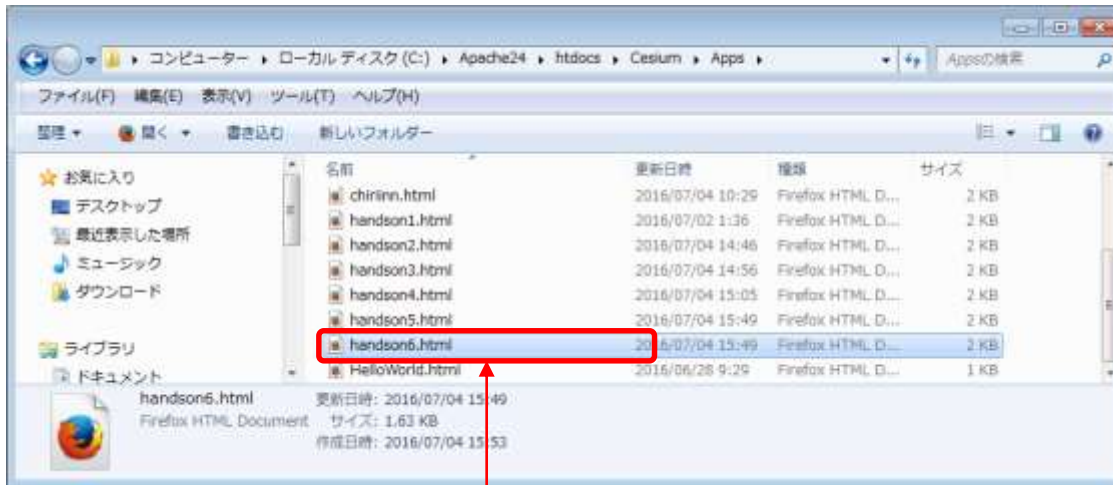 コンピューター ▸ ローカル ディスク (C:) ▸ Apache24 ▸ htdocs ▸ Cesium ▸ Apps ▸ Appsの検索
ファイル(F) 編集(E) 表示(V) ツール(T) ヘルプ(H)
整理 開く 書き込む 新しいフォルダー
名前 更新日時 種類 サイズ
お気に入り
デスクトップ
最近表示した場所
ミュージック
ダウンロード
ライブラリ
ドキュメント
chiriinn.html 2016/07/04 10:29 Firefox HTML D... 2 KB
handson1.html 2016/07/02 1:36 Firefox HTML D... 2 KB
handson2.html 2016/07/04 14:46 Firefox HTML D... 2 KB
handson3.html 2016/07/04 14:56 Firefox HTML D... 2 KB
handson4.html 2016/07/04 15:05 Firefox HTML D... 2 KB
handson5.html 2016/07/04 15:49 Firefox HTML D... 2 KB
handson6.html 2016/07/04 15:49 Firefox HTML D... 2 KB
HelloWorld.html 2016/06/28 9:29 Firefox HTML D... 1 KB
handson6.html 更新日時: 2016/07/04 15:49
Firefox HTML Document サイズ: 1.63 KB
作成日時: 2016/07/04 15:53